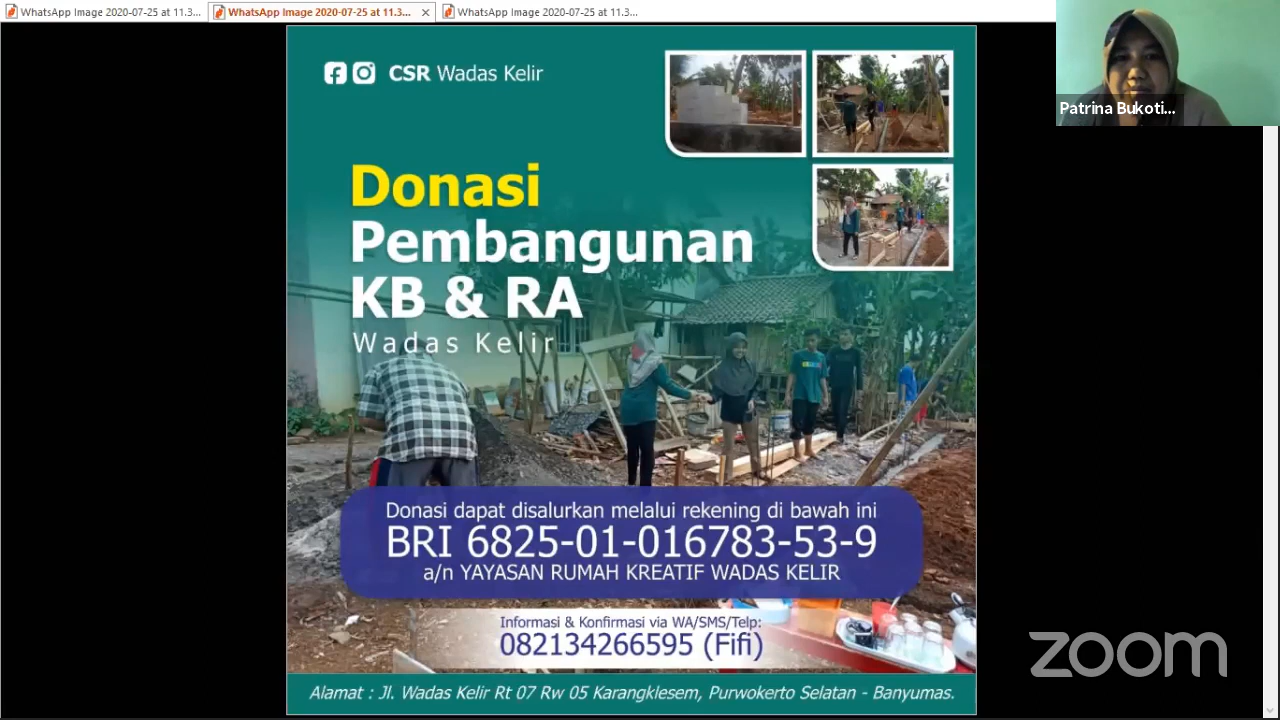 WhatsApp Image 2020-07-25 at 11.3...
WhatsApp Image 2020-07-25 at 11.3...
WhatsApp Image 2020-07-25 at 11.3...
Patrina Bukoti...
CSR Wadas Kelir
Donasi
Pembangunan
KB & RA
Wadas Kelir
Donasi dapat disalurkan melalui rekening di bawah ini
BRI 6825-01-016783-53-9
a/n YAYASAN RUMAH KREATIF WADAS KELIR
Informasi & Konfirmasi via WA/SMS/Telp:
082134266595 (Fifi)
Alamat : Jl. Wadas Kelir Rt 07 Rw 05 Karangklesem, Purwokerto Selatan - Banyumas.
zoom